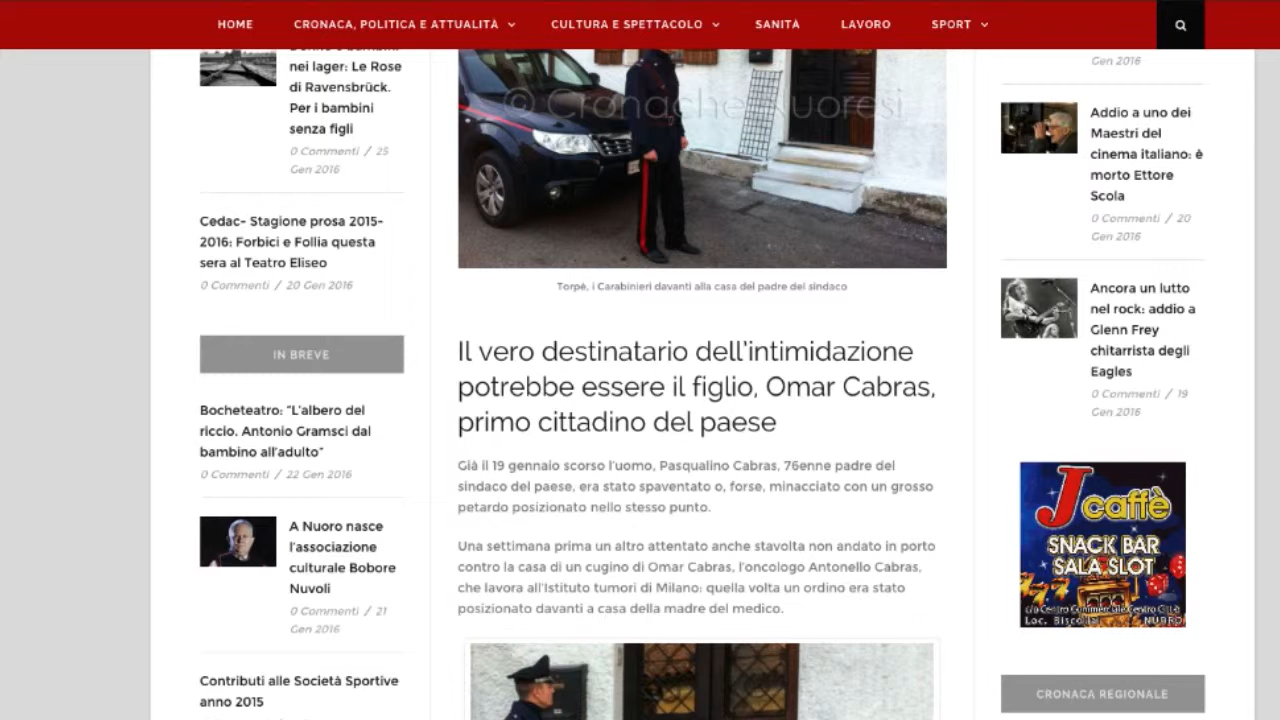 HOME
CRONACA, POLITICA E ATTUALITÀ
CULTURA E SPETTACOLO
SANITÀ
LAVORO
SPORT
nei lager: Le Rose
di Ravensbrück.
Per i bambini
senza figli
0 Commenti / 25
Gen 2016
Cedac- Stagione prosa 2015-
2016: Forbici e Follia questa
sera al Teatro Eliseo
0 Commenti / 20 Gen 2016
IN BREVE
Bocheteatro: "L'albero del
riccio. Antonio Gramsci dal
bambino all'adulto"
0 Commenti / 22 Gen 2016
A Nuoro nasce
l'associazione
culturale Bobore
Nuvoli
0 Commenti / 21
Gen 2016
Contributi alle Società Sportive
anno 2015
© Cronache Nuoresi
Torpè, i Carabinieri davanti alla casa del padre del sindaco
Il vero destinatario dell'intimidazione
potrebbe essere il figlio, Omar Cabras,
primo cittadino del paese
Già il 19 gennaio scorso l'uomo, Pasqualino Cabras, 76enne padre del
sindaco del paese, era stato spaventato o, forse, minacciato con un grosso
petardo posizionato nello stesso punto.
Una settimana prima un altro attentato anche stavolta non andato in porto
contro la casa di un cugino di Omar Cabras, l'oncologo Antonello Cabras,
che lavora all'Istituto tumori di Milano: quella volta un ordino era stato
posizionato davanti a casa della madre del medico.
Gen 2016
Addio a uno dei
Maestri del
cinema italiano: è
morto Ettore
Scola
0 Commenti / 20
Gen 2016
Ancora un lutto
nel rock: addio a
Glenn Frey
chitarrista degli
Eagles
0 Commenti / 19
Gen 2016
J caffè
SNACK BAR
SALA SLOT
c/o Centro Commerciale Centro Città
Loc. Biscollai NUORO
CRONACA REGIONALE